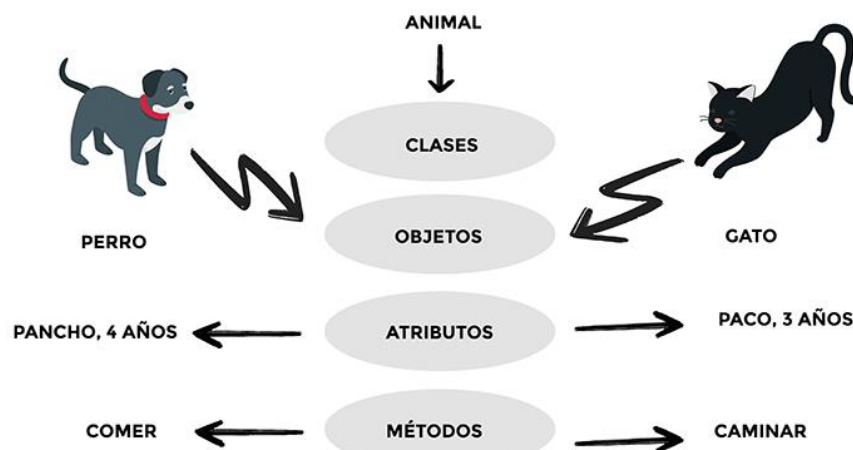 ANIMAL
CLASES
PERRO
OBJETOS
GATO
PANCHO, 4 AÑOS
ATRIBUTOS
PACO, 3 AÑOS
COMER
MÉTODOS
CAMINAR